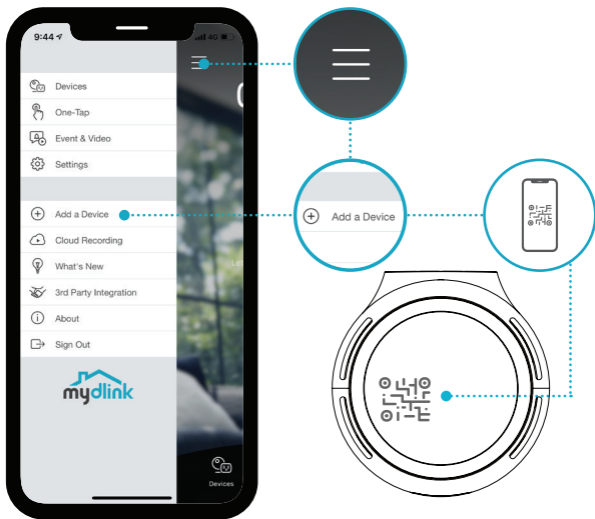 9:44
4G
Devices
One-Tap
Event & Video
Settings
Add a Device
Cloud Recording
What's New
3rd Party Integration
About
Sign Out
mydlink
Devices
Add a Device